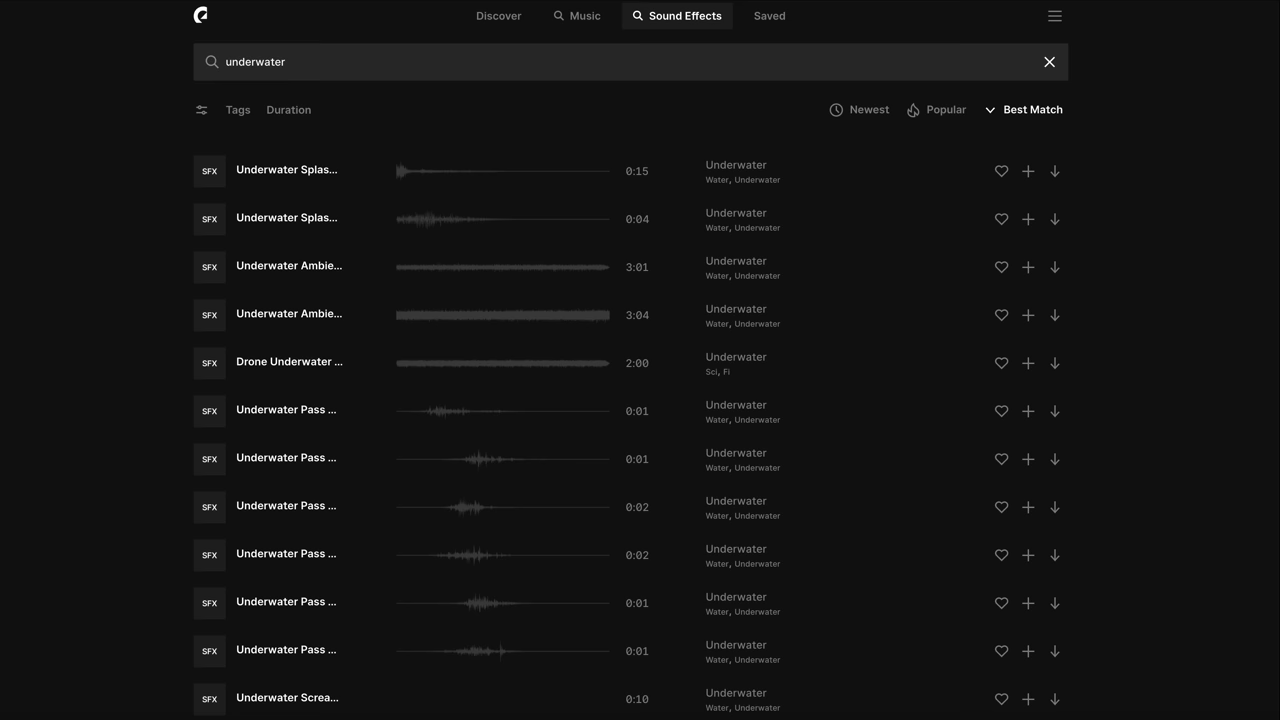 Discover Music Sound Effects Saved
underwater
Tags Duration Newest Popular Best Match
SFX Underwater Splas... 0:15 Underwater
Water, Underwater
SFX Underwater Splas... 0:04 Underwater
Water, Underwater
SFX Underwater Ambie... 3:01 Underwater
Water, Underwater
SFX Underwater Ambie... 3:04 Underwater
Water, Underwater
SFX Drone Underwater ... 2:00 Underwater
Sci, Fi
SFX Underwater Pass ... 0:01 Underwater
Water, Underwater
SFX Underwater Pass ... 0:01 Underwater
Water, Underwater
SFX Underwater Pass ... 0:02 Underwater
Water, Underwater
SFX Underwater Pass ... 0:02 Underwater
Water, Underwater
SFX Underwater Pass ... 0:01 Underwater
Water, Underwater
SFX Underwater Pass ... 0:01 Underwater
Water, Underwater
SFX Underwater Screa... 0:10 Underwater
Water, Underwater